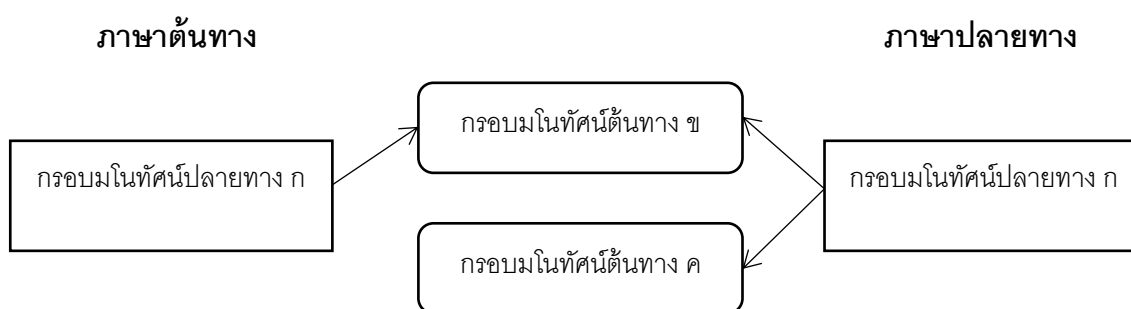 ภาษาต้นทาง
ภาษาปลายทาง
กรอบมโนทัศน์ต้นทาง ข
กรอบมโนทัศน์ปลายทาง ก
กรอบมโนทัศน์ปลายทาง ก
กรอบมโนทัศน์ต้นทาง ค